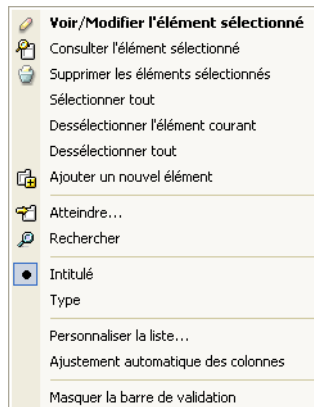 Voir/Modifier l'élément sélectionné
Consulter l'élément sélectionné
Supprimer les éléments sélectionnés
Sélectionner tout
Dessélectionner l'élément courant
Dessélectionner tout
Ajouter un nouvel élément
Atteindre...
Rechercher
Intitulé
Type
Personnaliser la liste...
Ajustement automatique des colonnes
Masquer la barre de validation